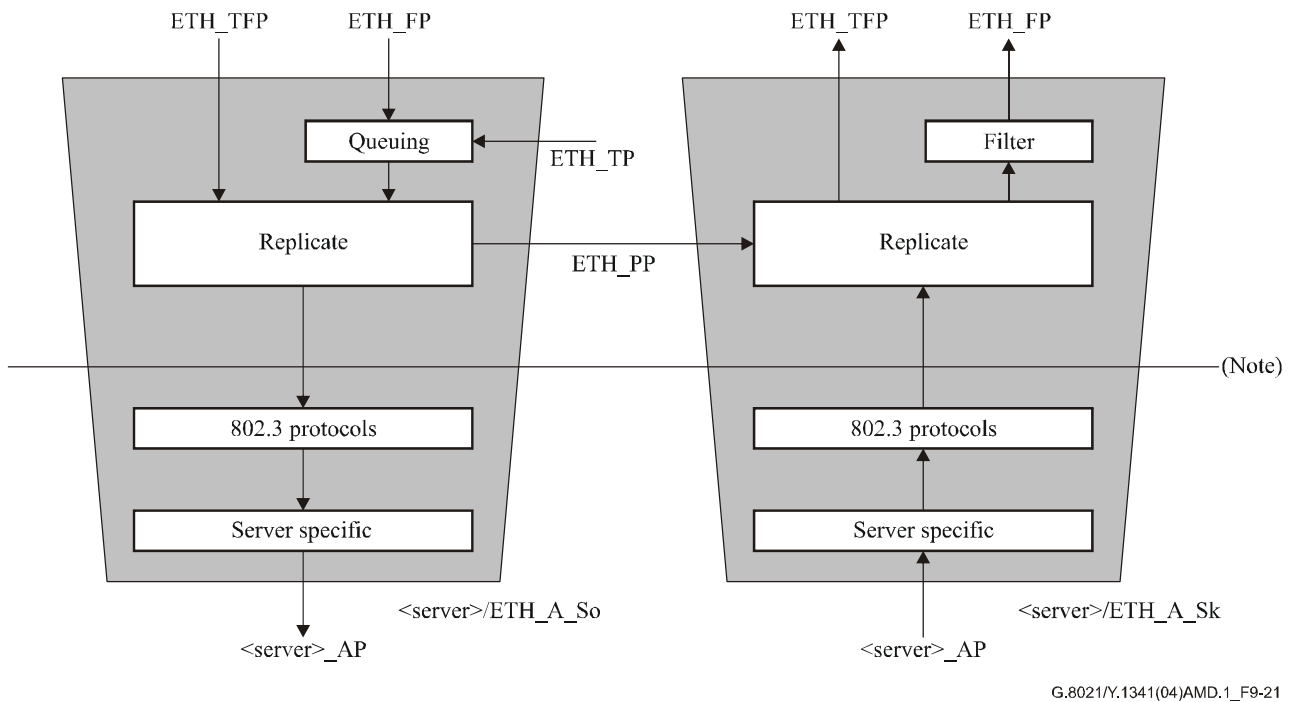 ETH_TFP ETH_FP ETH_TFP ETH_FP
Queuing Filter
ETH_TP
Replicate Replicate
ETH_PP
(Note)
802.3 protocols 802.3 protocols
Server specific Server specific
<server>/ETH_A_So <server>/ETH_A_Sk
<server>_AP <server>_AP
G.8021/Y.1341(04)AMD.1_F9-21